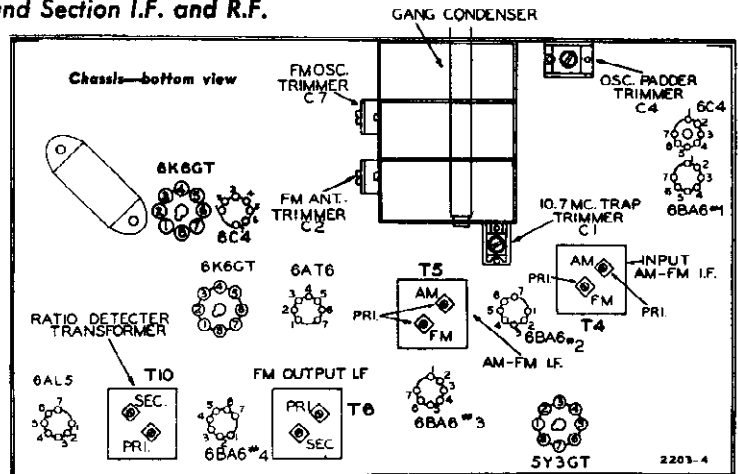 and Section I.F. and R.F.
GANG CONDENSER
Chassis—bottom view
FM OSC.
TRIMMER
C7
OSC. PADDER
TRIMMER
C4
6C4
6BA6#1
6K6GT
6C4
FM ANT.
TRIMMER
C2
10.7 MC. TRAP
TRIMMER
C1
INPUT
AM-FM I.F.
AM
PRI.
FM
PRI.
T4
6K6GT
6AT6
T5
AM
PRI.
FM
6BA6#2
AM-FM I.F.
RATIO DETECTER
TRANSFORMER
6AL5
T10
SEC.
PRI.
6BA6#4
FM OUTPUT I.F
PRI.
SEC
T6
6BA6#3
5Y3GT
2203-4